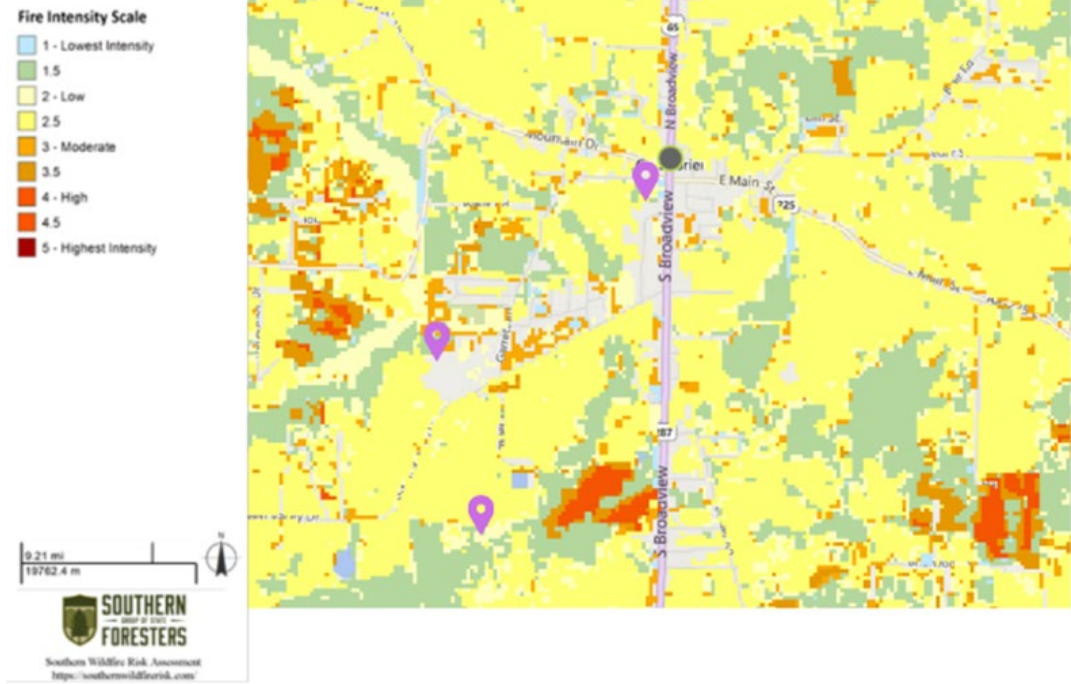 Fire Intensity Scale
1 - Lowest Intensity
1.5
2 - Low
2.5
3 - Moderate
3.5
4 - High
4.5
5 - Highest Intensity
9.21 mi
19762.4 m
N
SOUTHERN
GROUP OF STATE
FORESTERS
Southern Wildfire Risk Assessment
https://southernwildfirerisk.com/
65
N Broadview
E Main St
225
S Broadview
S Broadview